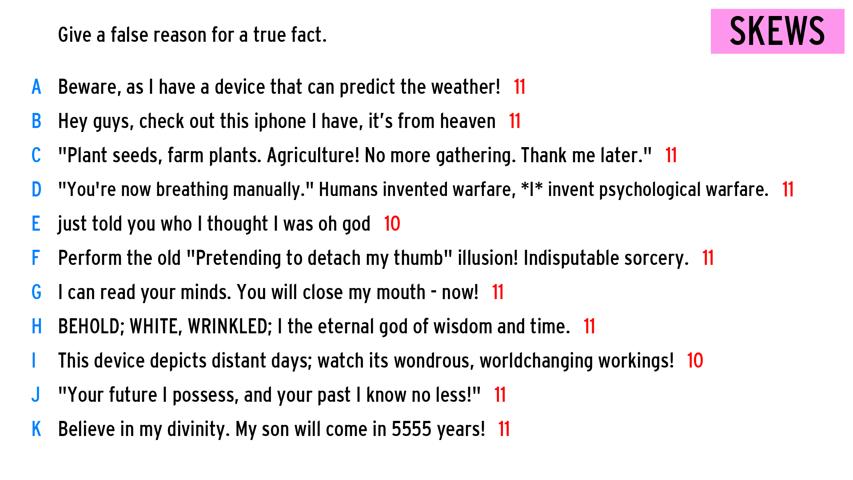 Give a false reason for a true fact.
SKEWS
A Beware, as I have a device that can predict the weather! 11
B Hey guys, check out this iphone I have, it's from heaven 11
C "Plant seeds, farm plants. Agriculture! No more gathering. Thank me later." 11
D "You're now breathing manually." Humans invented warfare, *I* invent psychological warfare. 11
E just told you who I thought I was oh god 10
F Perform the old "Pretending to detach my thumb" illusion! Indisputable sorcery. 11
G I can read your minds. You will close my mouth - now! 11
H BEHOLD; WHITE, WRINKLED; I the eternal god of wisdom and time. 11
I This device depicts distant days; watch its wondrous, worldchanging workings! 10
J "Your future I possess, and your past I know no less!" 11
K Believe in my divinity. My son will come in 5555 years! 11